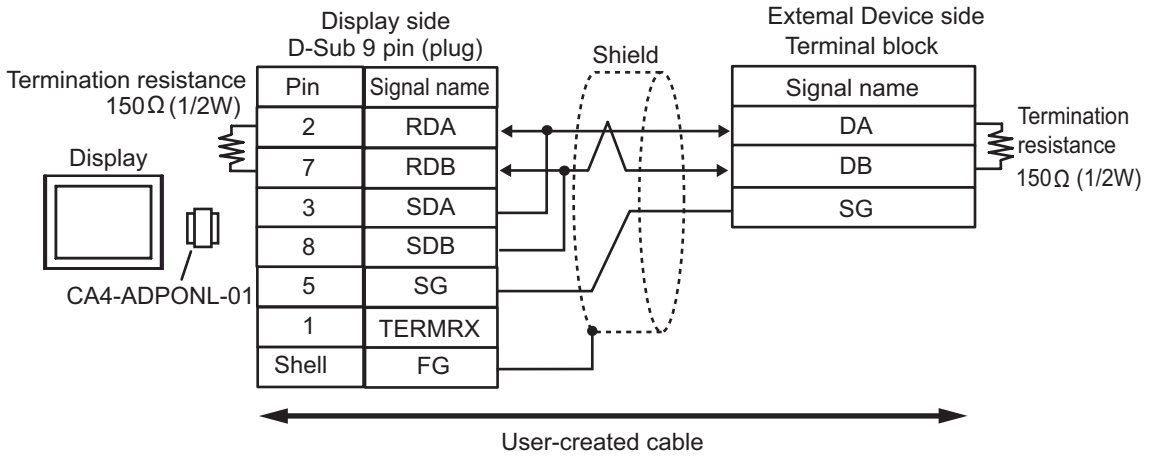 Display side
D-Sub 9 pin (plug)
External Device side
Terminal block
Shield
Termination resistance
150Ω (1/2W)
Display
CA4-ADPONL-01
Pin Signal name
2 RDA
7 RDB
3 SDA
8 SDB
5 SG
1 TERMRX
Shell FG
Signal name
DA
DB
SG
Termination
resistance
150Ω (1/2W)
User-created cable